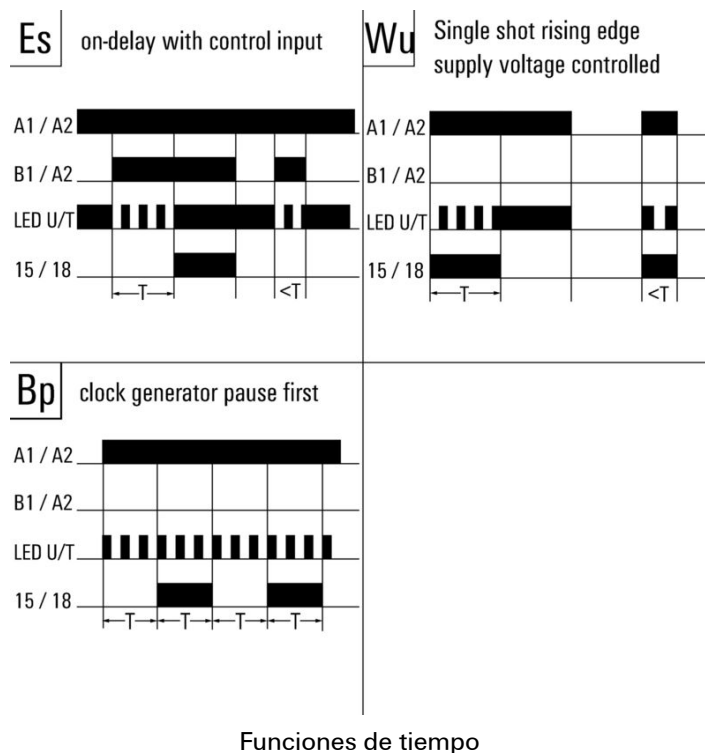 Es on-delay with control input
A1 / A2
B1 / A2
LED U/T
15 / 18
T
<T
Wu Single shot rising edge
supply voltage controlled
A1 / A2
B1 / A2
LED U/T
15 / 18
T
<T
Bp clock generator pause first
A1 / A2
B1 / A2
LED U/T
15 / 18
T T T T
Funciones de tiempo